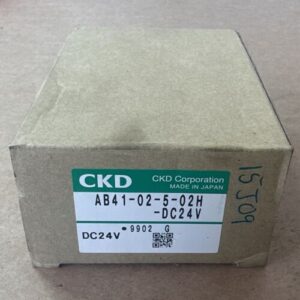 CKD
CKD Corporation
MADE IN JAPAN
AB41-02-5-02H
-DC24V
•9902 G
DC24V
15J09